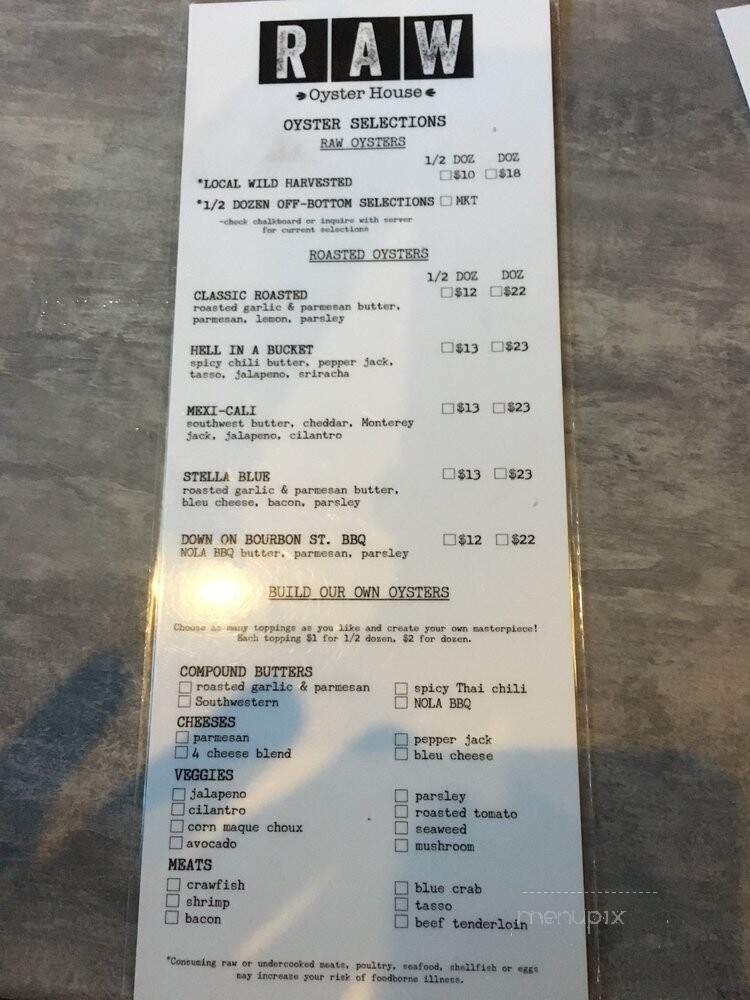 RAW
Oyster House
OYSTER SELECTIONS
RAW OYSTERS
1/2 DOZ DOZ
*LOCAL WILD HARVESTED $10 $18
*1/2 DOZEN OFF-BOTTOM SELECTIONS MKT
-check chalkboard or inquire with server
for current selections
ROASTED OYSTERS
1/2 DOZ DOZ
CLASSIC ROASTED $12 $22
roasted garlic & parmesan butter,
parmesan, lemon, parsley
HELL IN A BUCKET $13 $23
spicy chili butter, pepper jack,
tasso, jalapeno, sriracha
MEXI-CALI $13 $23
southwest butter, cheddar, Monterey
jack, jalapeno, cilantro
STELLA BLUE $13 $23
roasted garlic & parmesan butter,
bleu cheese, bacon, parsley
DOWN ON BOURBON ST. BBQ $12 $22
NOLA BBQ butter, parmesan, parsley
BUILD OUR OWN OYSTERS
Choose as many toppings as you like and create your own masterpiece!
Each topping $1 for 1/2 dozen, $2 for dozen.
COMPOUND BUTTERS
roasted garlic & parmesan spicy Thai chili
Southwestern NOLA BBQ
CHEESES
parmesan pepper jack
4 cheese blend bleu cheese
VEGGIES
jalapeno parsley
cilantro roasted tomato
corn maque choux seaweed
avocado mushroom
MEATS
crawfish blue crab
shrimp tasso
bacon beef tenderloin
menupix
*Consuming raw or undercooked meats, poultry, seafood, shellfish or eggs
may increase your risk of foodborne illness.